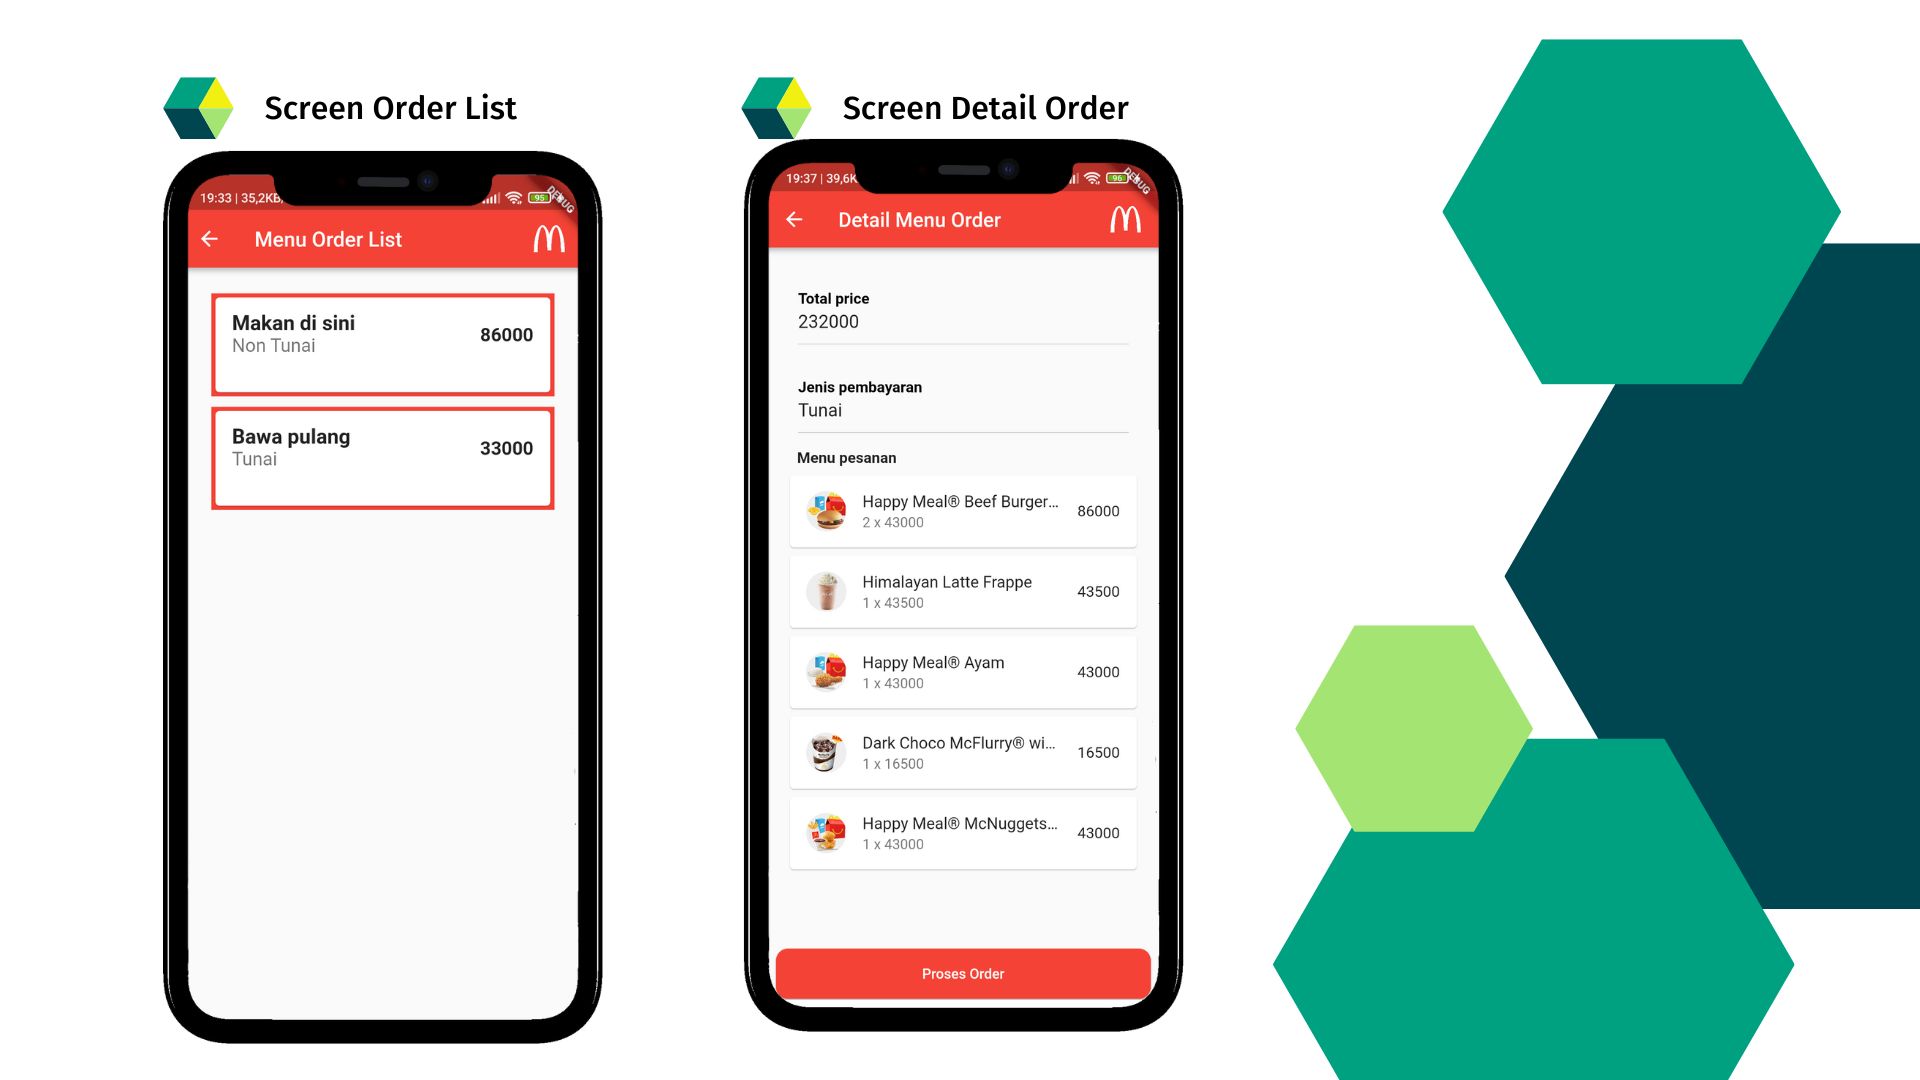 Screen Order List
19:33 | 35,2KB/
95
DEBUG
Menu Order List
Makan di sini
Non Tunai
86000
Bawa pulang
Tunai
33000
Screen Detail Order
19:37 | 39,6K
96
DEBUG
Detail Menu Order
Total price
232000
Jenis pembayaran
Tunai
Menu pesanan
Happy Meal® Beef Burger...
2 x 43000
86000
Himalayan Latte Frappe
1 x 43500
43500
Happy Meal® Ayam
1 x 43000
43000
Dark Choco McFlurry® wi...
1 x 16500
16500
Happy Meal® McNuggets...
1 x 43000
43000
Proses Order